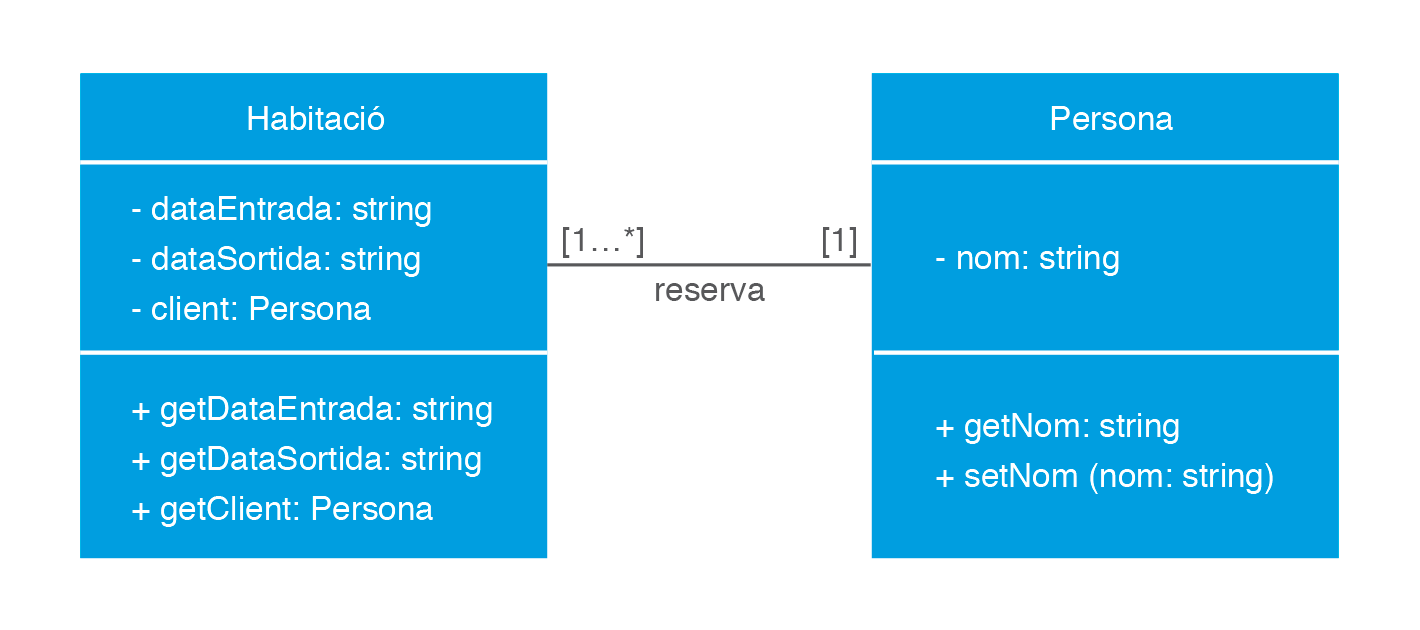 Habitació
- dataEntrada: string
- dataSortida: string
- client: Persona
+ getDataEntrada: string
+ getDataSortida: string
+ getClient: Persona
[1...*]
[1]
reserva
Persona
- nom: string
+ getNom: string
+ setNom (nom: string)